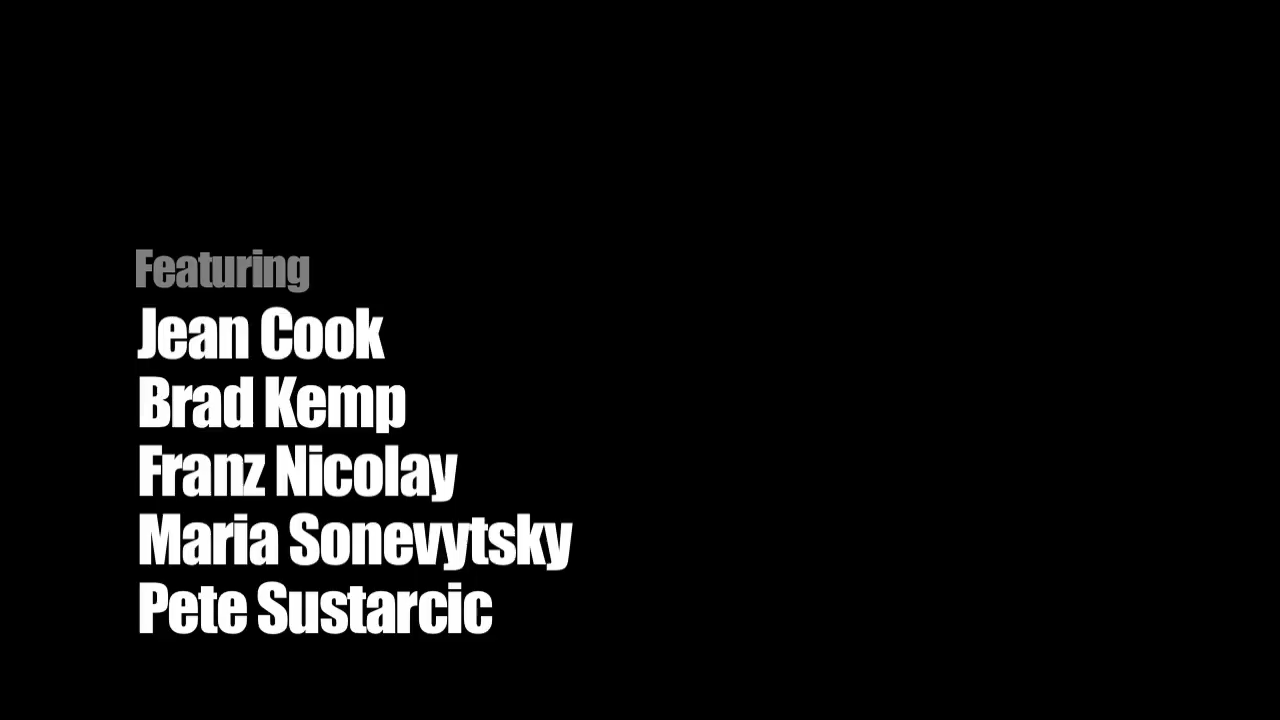 Featuring
Jean Cook
Brad Kemp
Franz Nicolay
Maria Sonevytsky
Pete Sustarcic